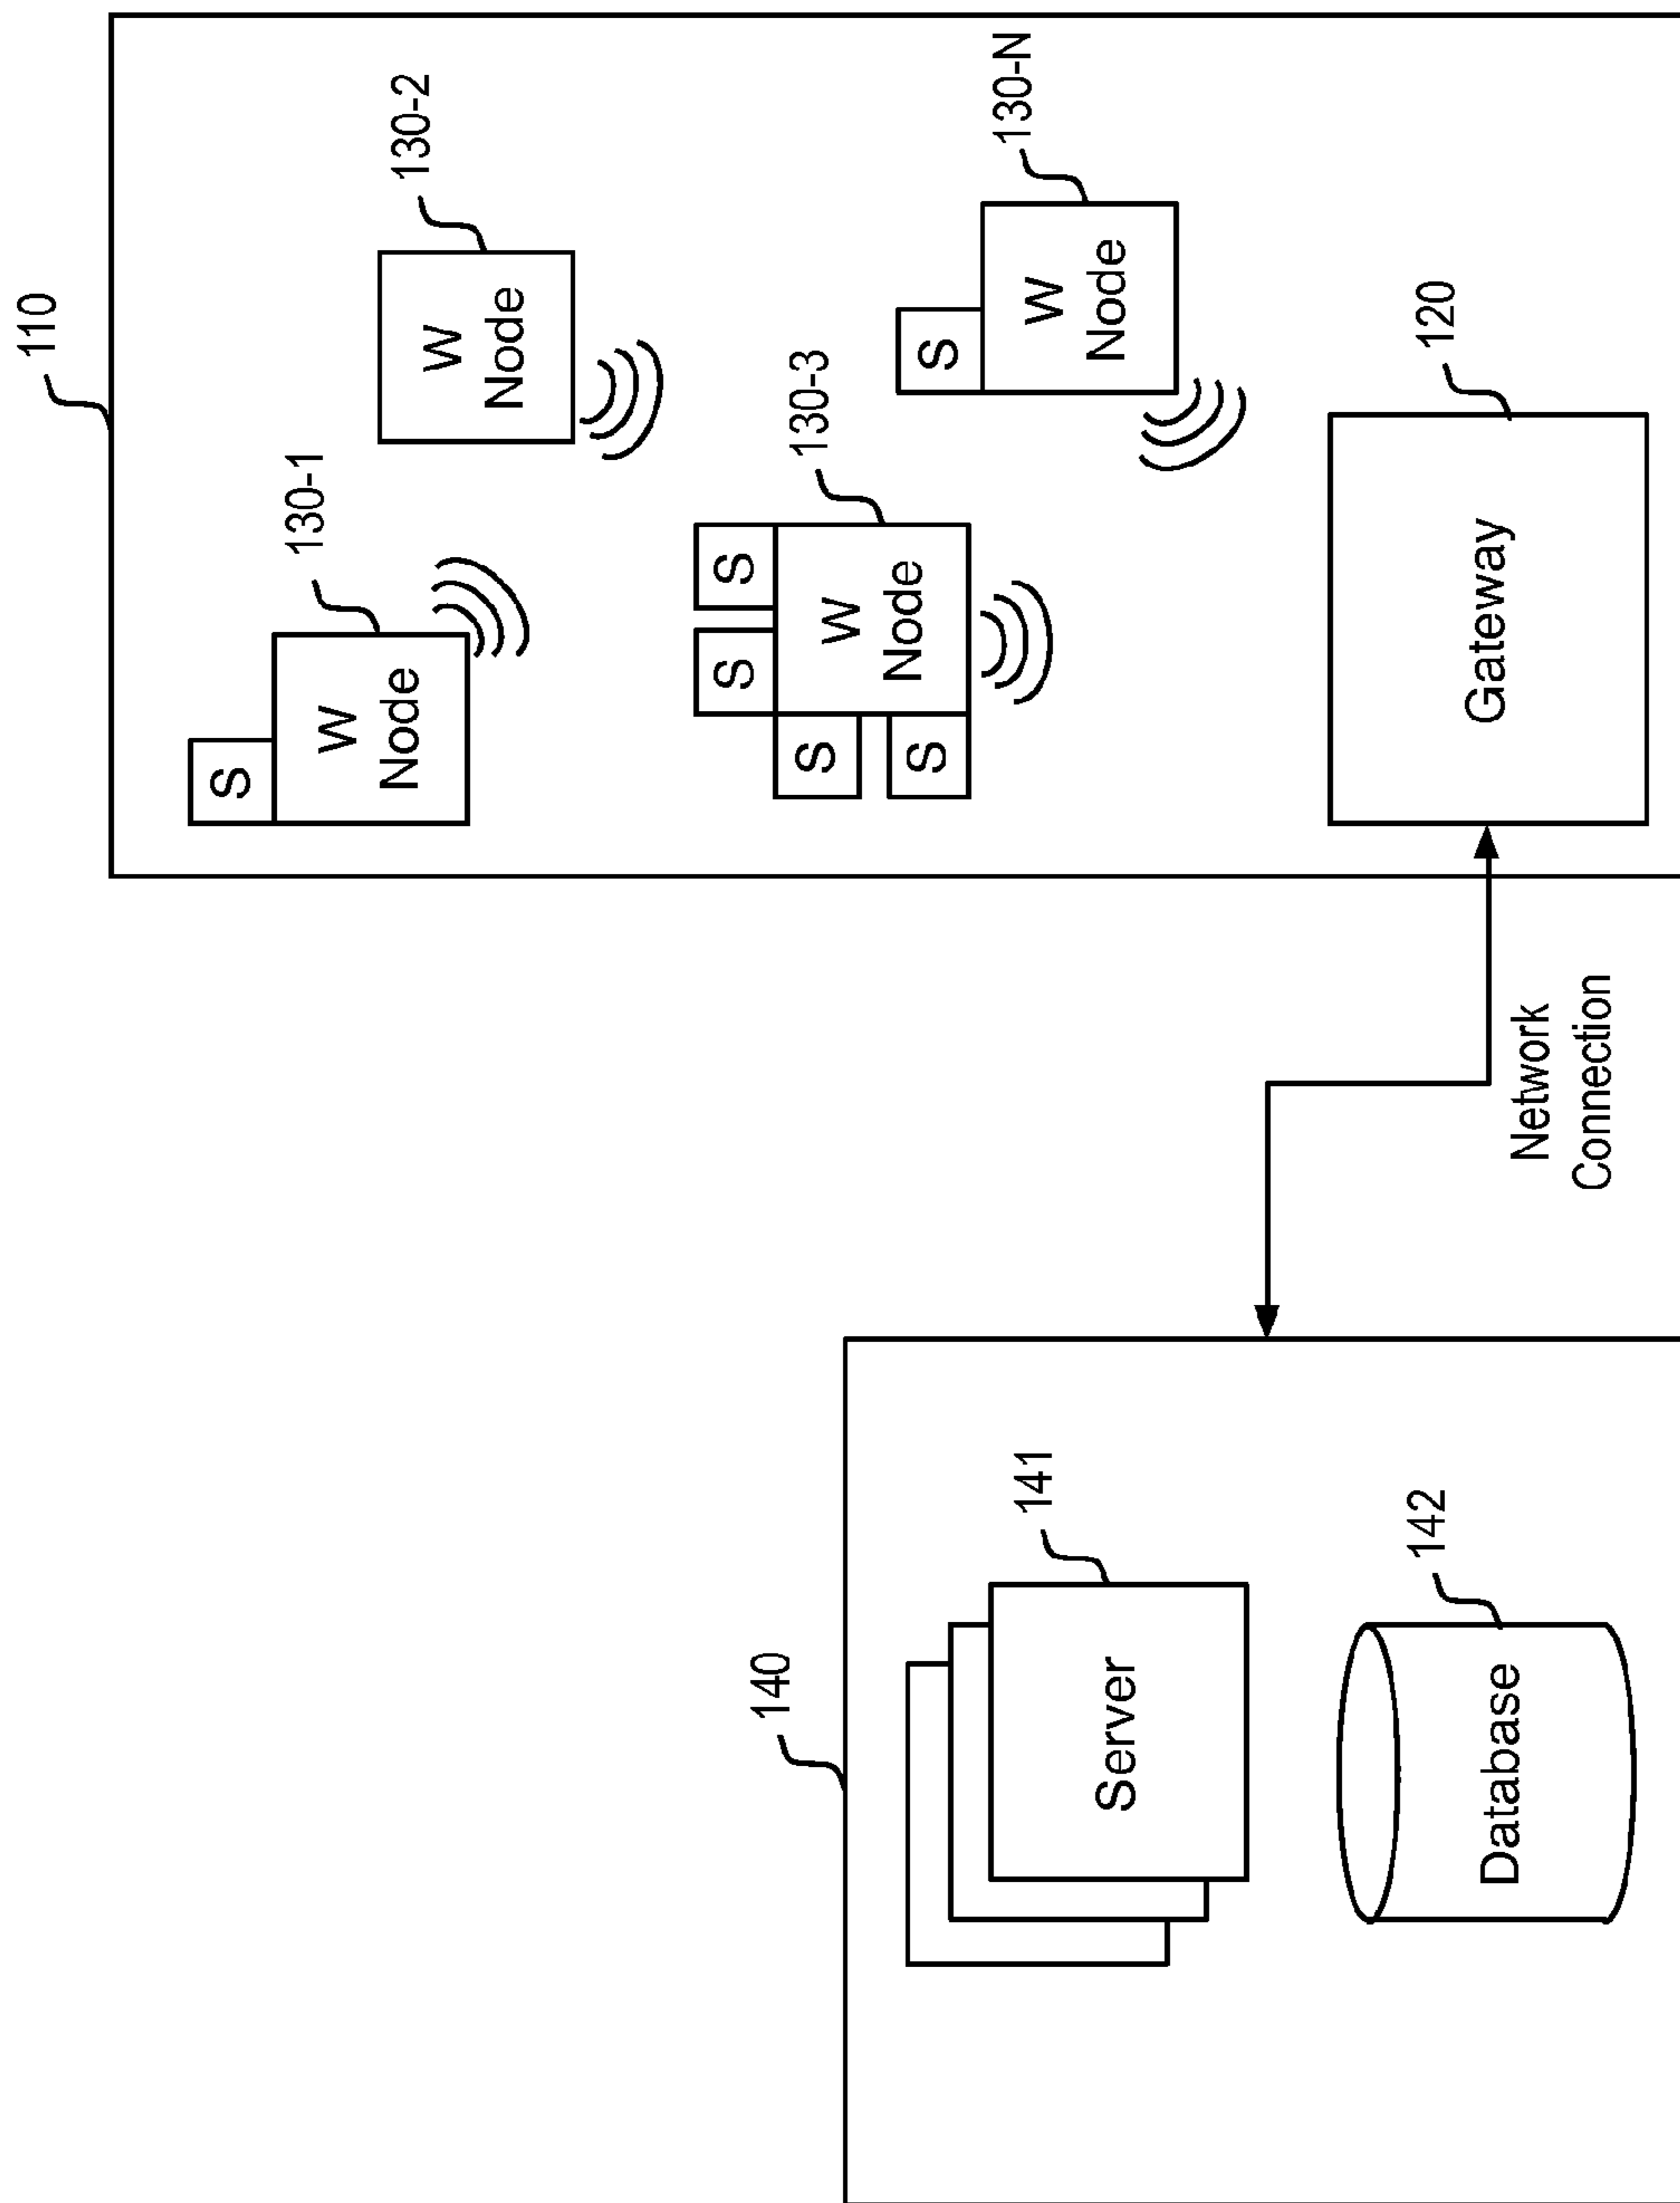 110
130-1
S
W
Node
130-2
W
Node
130-3
S
S
S
S
W
Node
130-N
S
W
Node
120
Gateway
Network
Connection
140
141
Server
142
Database